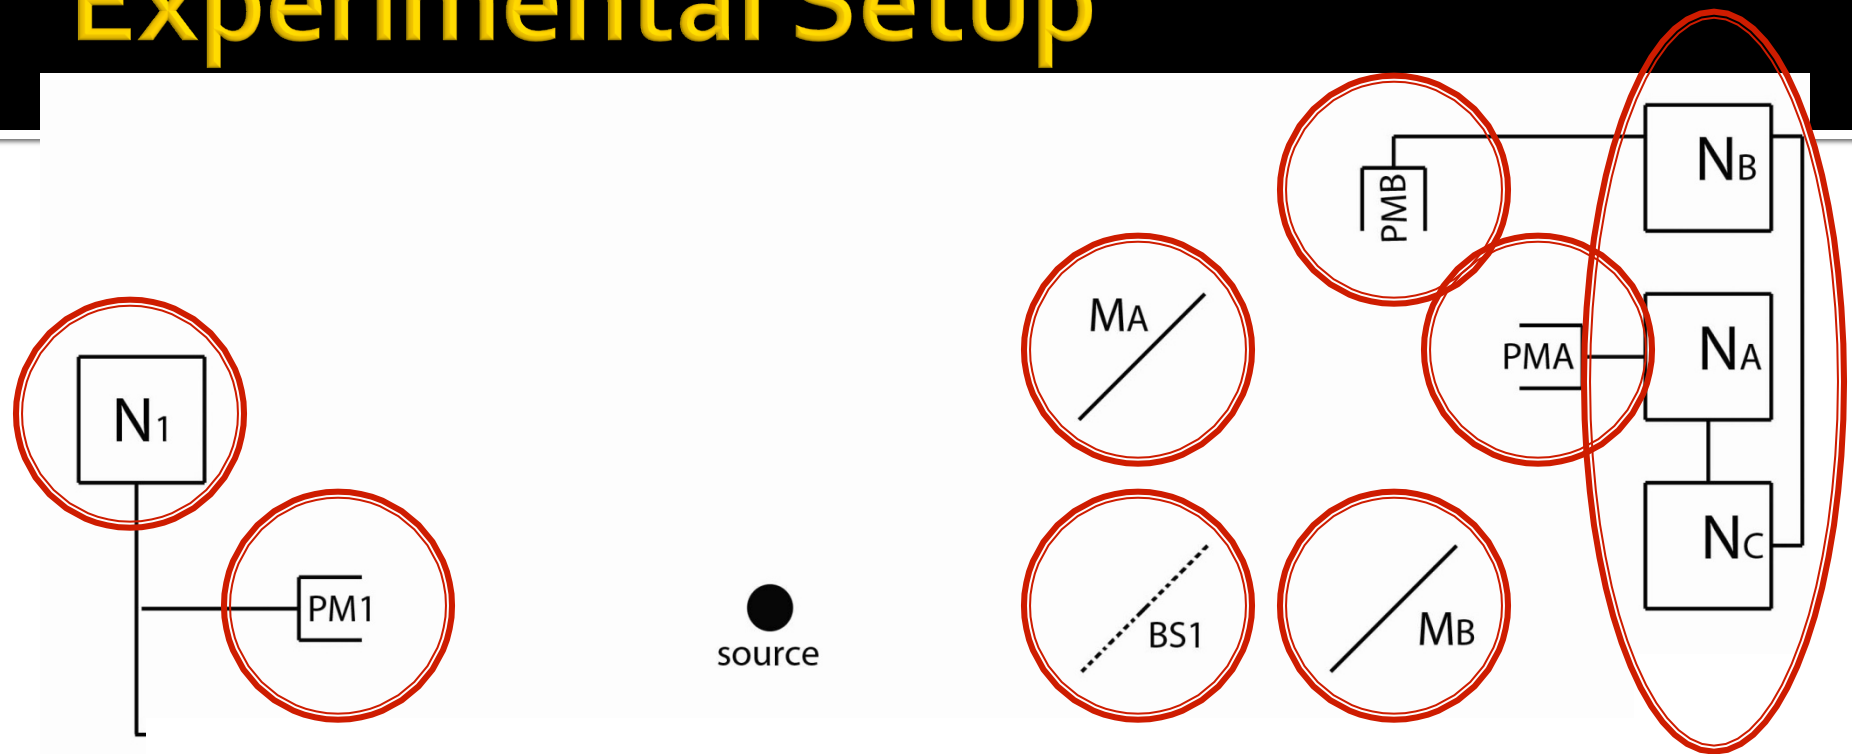 Experimental Setup
NB
PMB
MA
PMA
NA
N1
NC
PM1
source
BS1
MB